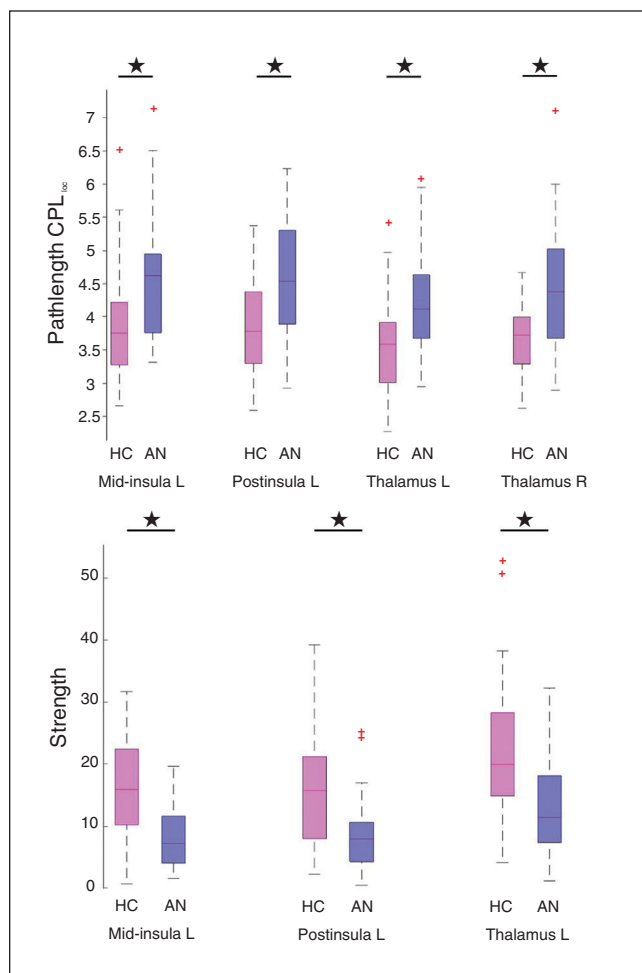 ★ ★ ★ ★
Pathlength CPLloc
7
6.5
6
5.5
5
4.5
4
3.5
3
2.5
HC AN HC AN HC AN HC AN
Mid-insula L Postinsula L Thalamus L Thalamus R
★ ★ ★
Strength
50
40
30
20
10
0
HC AN HC AN HC AN
Mid-insula L Postinsula L Thalamus L